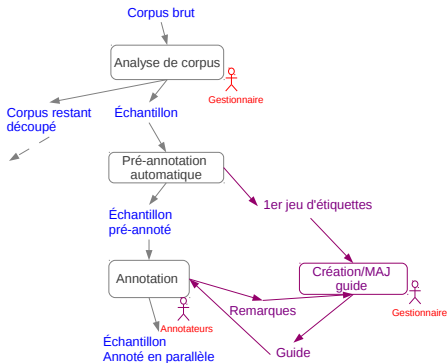 Corpus brut
Analyse de corpus
Gestionnaire
Corpus restant
découpé
Échantillon
Pré-annotation
automatique
1er jeu d'étiquettes
Échantillon
pré-annoté
Annotation
Création/MAJ
guide
Remarques
Gestionnaire
Annotateurs
Échantillon
Annoté en parallèle
Guide